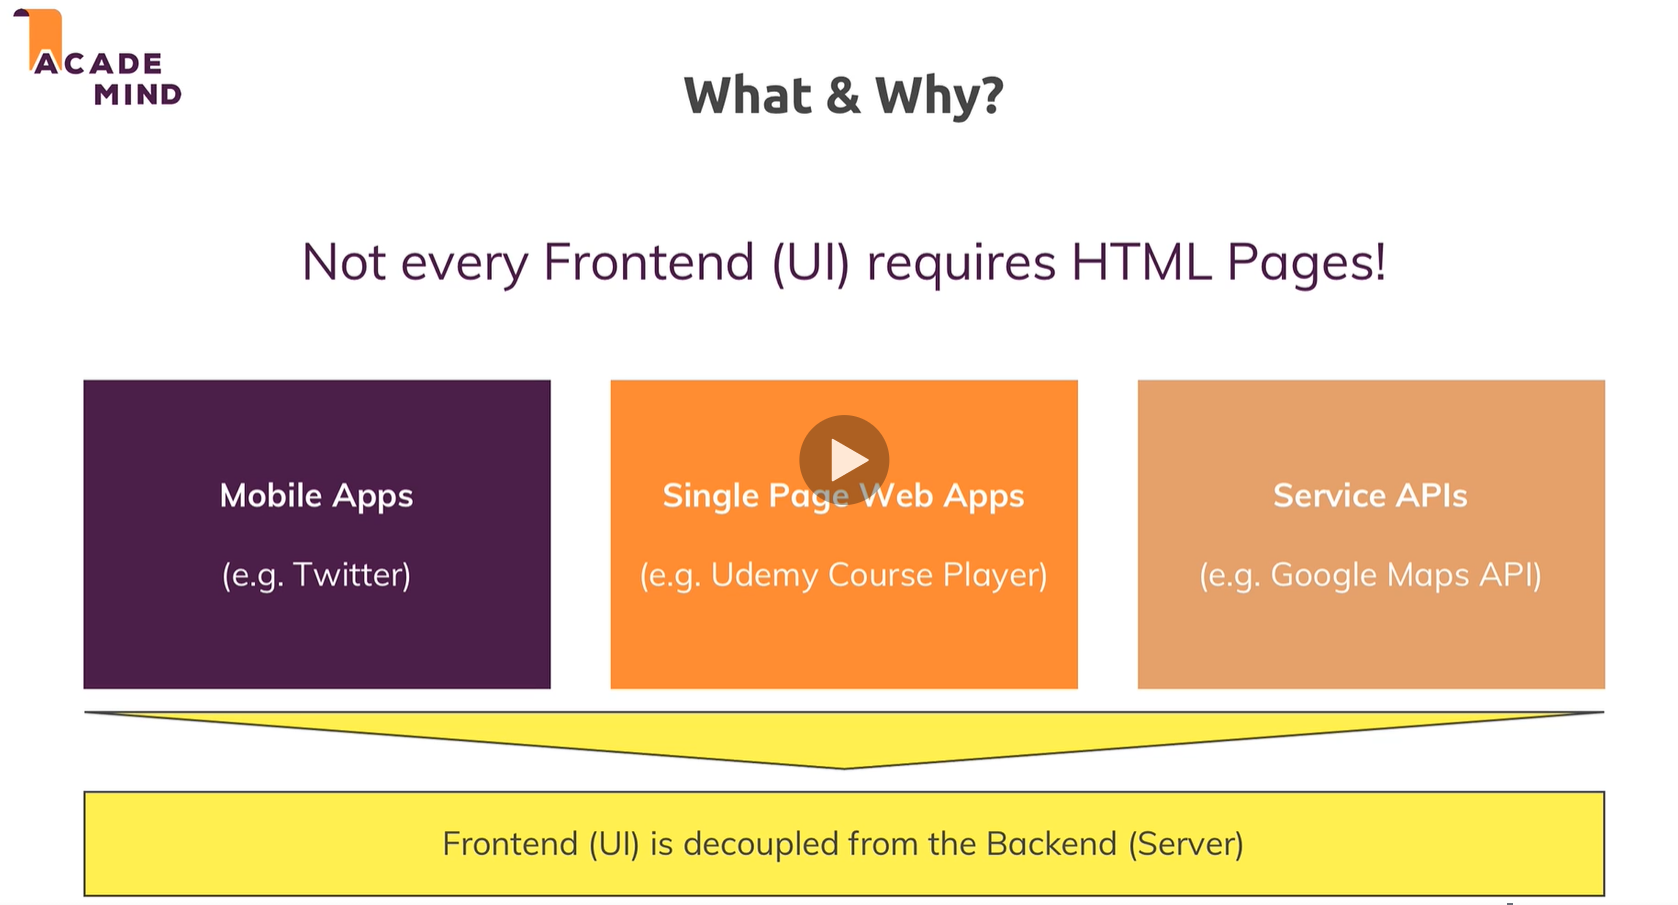 ACADE
MIND
What & Why?
Not every Frontend (UI) requires HTML Pages!
Mobile Apps
(e.g. Twitter)
Single Page Web Apps
(e.g. Udemy Course Player)
Service APIs
(e.g. Google Maps API)
Frontend (UI) is decoupled from the Backend (Server)